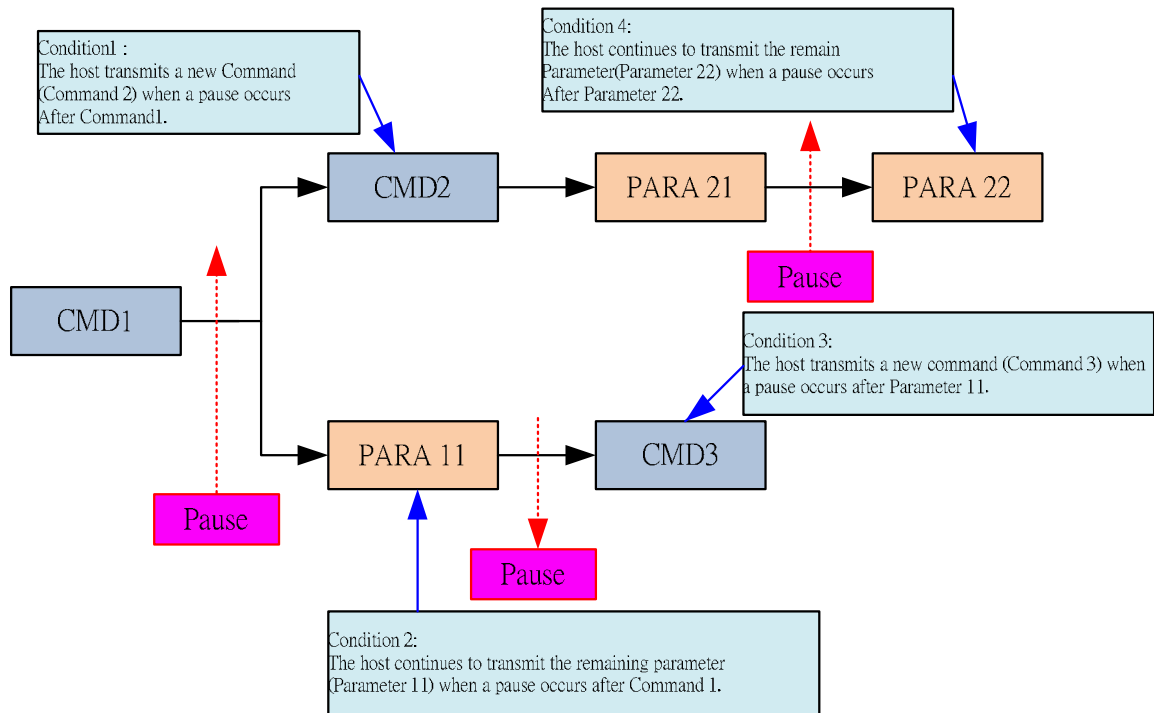 Condition1 :
The host transmits a new Command
(Command 2) when a pause occurs
After Command1.
Condition 4:
The host continues to transmit the remain
Parameter(Parameter 22) when a pause occurs
After Parameter 22.
CMD2
PARA 21
PARA 22
Pause
CMD1
Condition 3:
The host transmits a new command (Command 3) when
a pause occurs after Parameter 11.
PARA 11
CMD3
Pause
Pause
Condition 2:
The host continues to transmit the remaining parameter
(Parameter 11) when a pause occurs after Command 1.